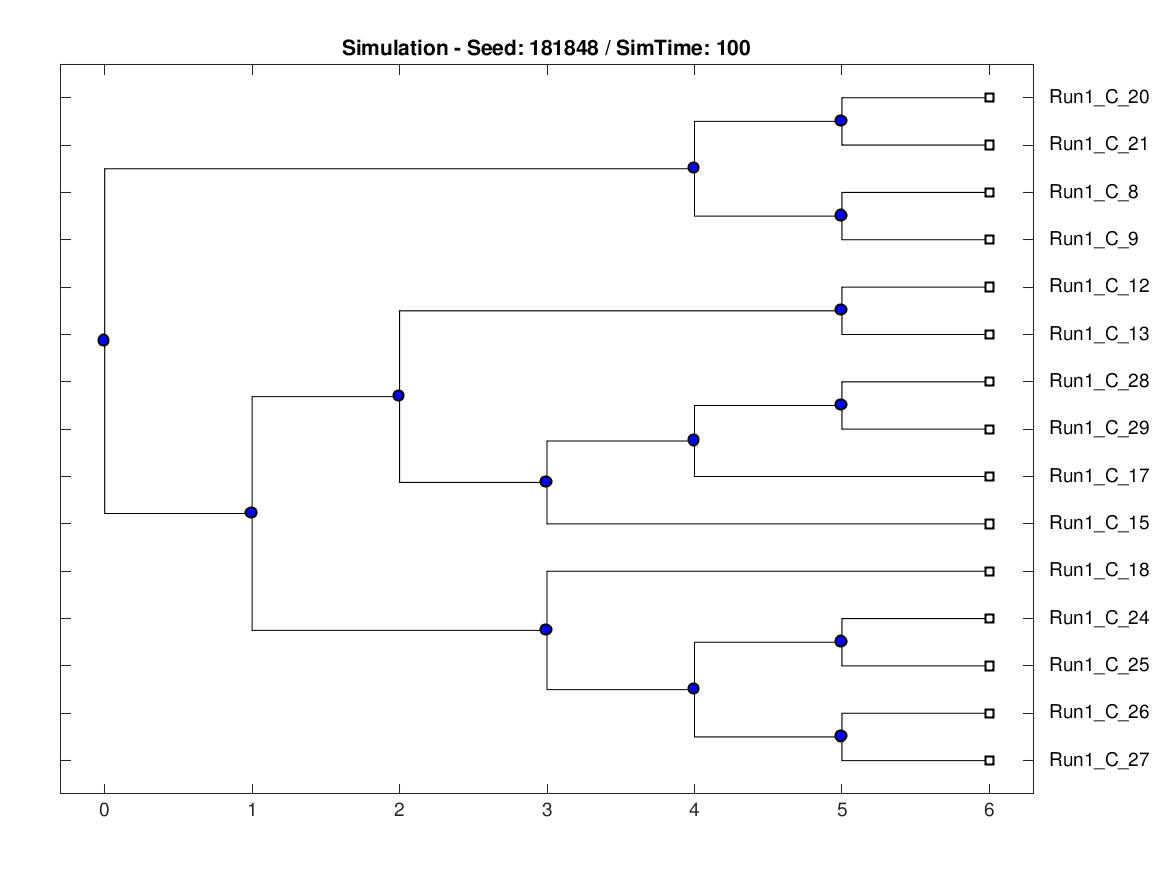 Simulation - Seed: 181848 / SimTime: 100
Run1_C_20
Run1_C_21
Run1_C_8
Run1_C_9
Run1_C_12
Run1_C_13
Run1_C_28
Run1_C_29
Run1_C_17
Run1_C_15
Run1_C_18
Run1_C_24
Run1_C_25
Run1_C_26
Run1_C_27
0 1 2 3 4 5 6